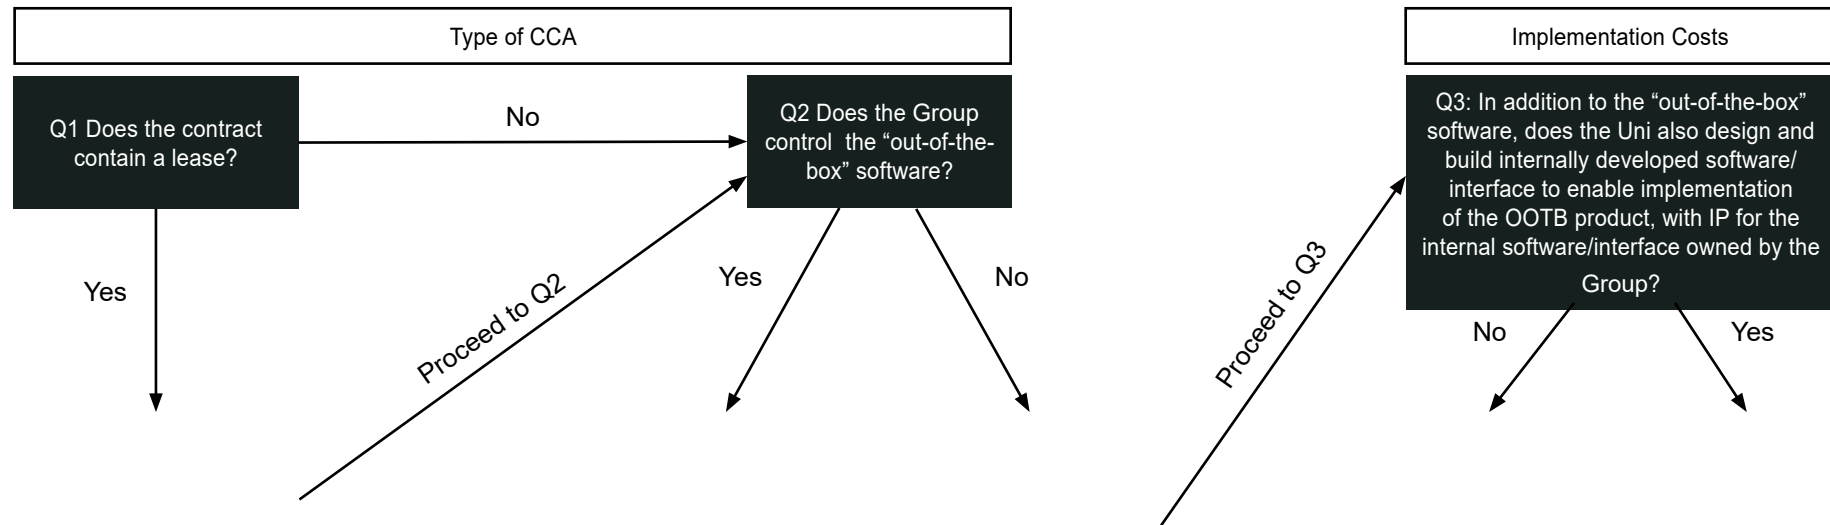 Type of CCA
Implementation Costs
Q1 Does the contract
contain a lease?
No
Q2 Does the Group
control  the “out-of-the-
box” software?
Q3: In addition to the “out-of-the-box”
software, does the Uni also design and
build internally developed software/
interface to enable implementation
of the OOTB product, with IP for the
internal software/interface owned by the
Group?
Yes
Proceed to Q2
Yes
No
Proceed to Q3
No
Yes